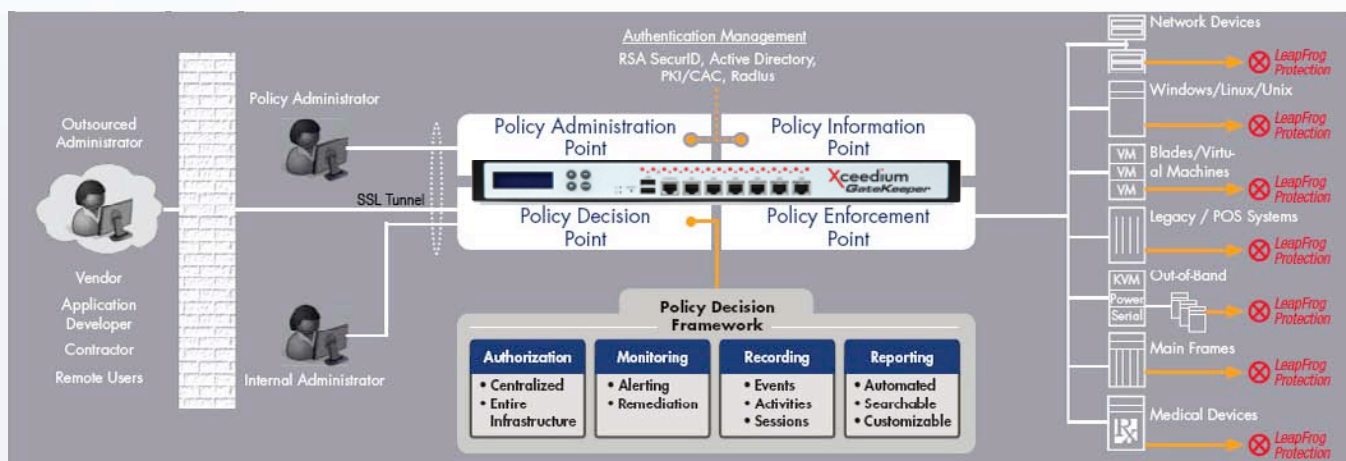 Outsourced
Administrator
Vendor
Application
Developer
Contractor
Remote Users
Policy Administrator
Internal Administrator
SSL Tunnel
Authentication Management
RSA SecurID, Active Directory,
PKI/CAC, Radius
Policy Administration
Point
Policy Information
Point
Xceedium
GateKeeper
Policy Decision
Point
Policy Enforcement
Point
Policy Decision
Framework
Authorization
• Centralized
• Entire
Infrastructure
Monitoring
• Alerting
• Remediation
Recording
• Events
• Activities
• Sessions
Reporting
• Automated
• Searchable
• Customizable
Network Devices
LeapFrog
Protection
Windows/Linux/Unix
LeapFrog
Protection
VM
VM
VM
Blades/Virtu-
al Machines
LeapFrog
Protection
Legacy / POS Systems
LeapFrog
Protection
KVM
Power
Serial
Out-of-Band
LeapFrog
Protection
Main Frames
LeapFrog
Protection
Medical Devices
Rx
LeapFrog
Protection